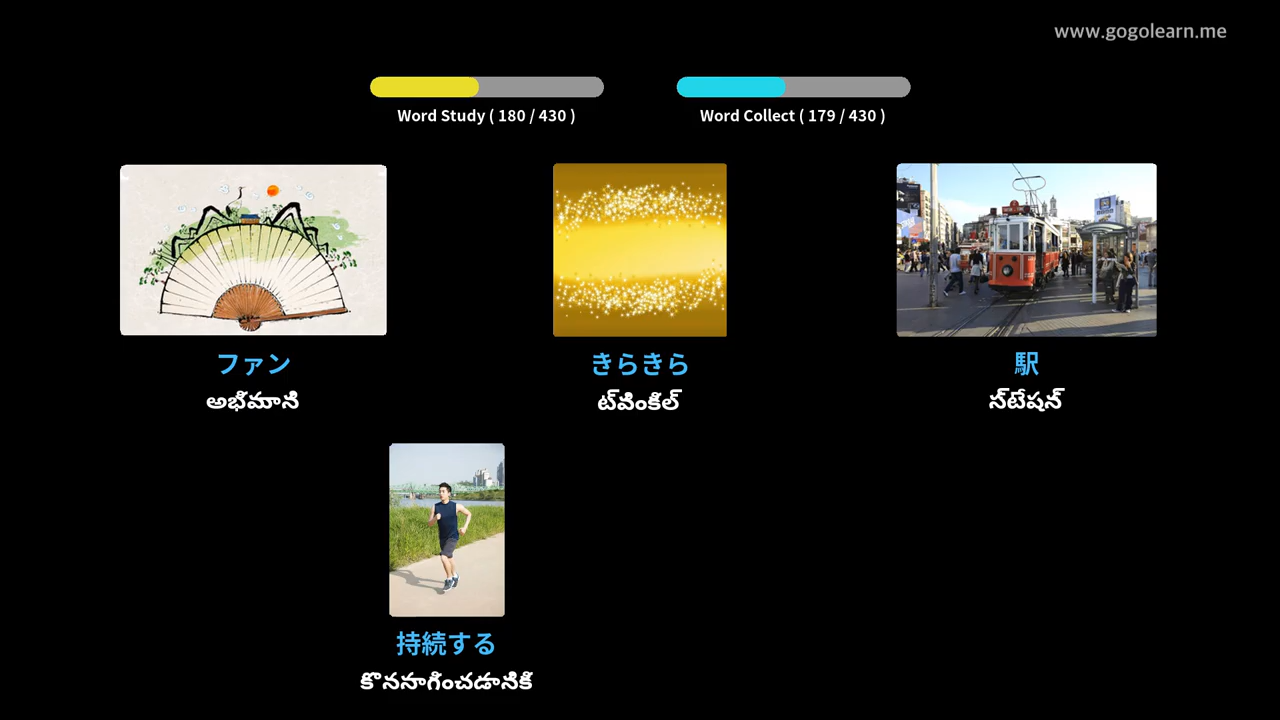 www.gogolearn.me
Word Study ( 180 / 430 )
Word Collect ( 179 / 430 )
ファン
అభిమాని
きらきら
ట్వింకిల్
駅
స్టేషన్
持続する
కొనసాగించడానికి